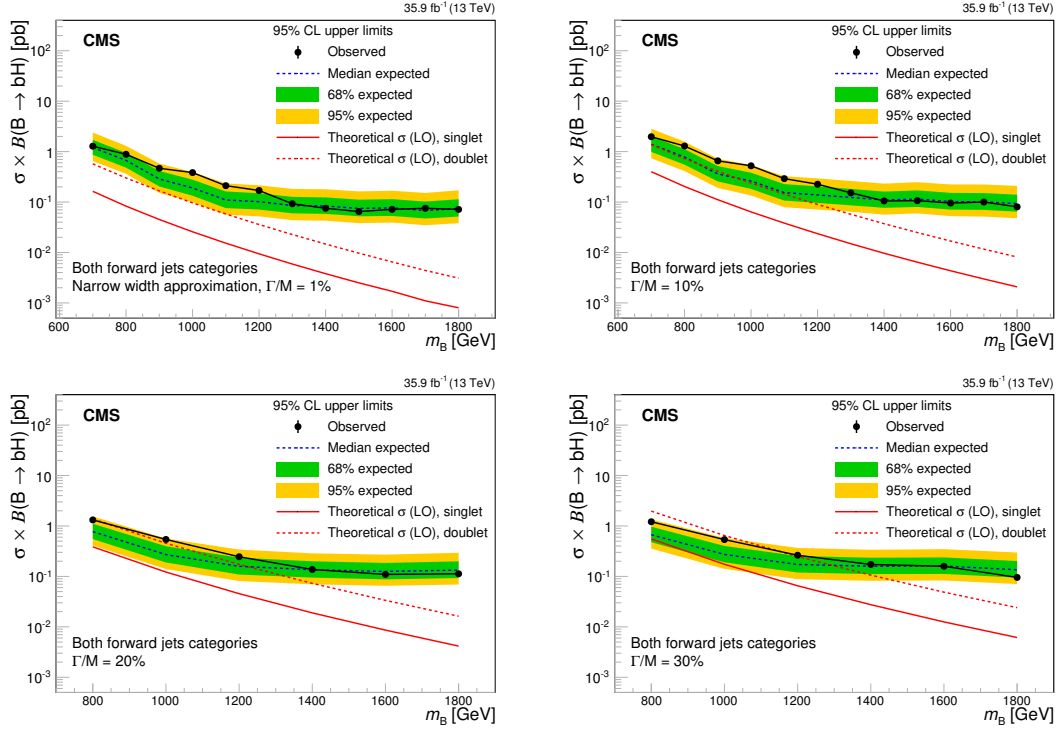 35.9 fb⁻¹ (13 TeV)
CMS
95% CL upper limits
Observed
Median expected
68% expected
95% expected
Theoretical σ (LO), singlet
Theoretical σ (LO), doublet
σ × B(B → bH) [pb]
10²
10
1
10⁻¹
10⁻²
10⁻³
Both forward jets categories
Narrow width approximation, Γ/M = 1%
600 800 1000 1200 1400 1600 1800
m_B [GeV]
35.9 fb⁻¹ (13 TeV)
CMS
95% CL upper limits
Observed
Median expected
68% expected
95% expected
Theoretical σ (LO), singlet
Theoretical σ (LO), doublet
σ × B(B → bH) [pb]
10²
10
1
10⁻¹
10⁻²
10⁻³
Both forward jets categories
Γ/M = 10%
600 800 1000 1200 1400 1600 1800
m_B [GeV]
35.9 fb⁻¹ (13 TeV)
CMS
95% CL upper limits
Observed
Median expected
68% expected
95% expected
Theoretical σ (LO), singlet
Theoretical σ (LO), doublet
σ × B(B → bH) [pb]
10²
10
1
10⁻¹
10⁻²
10⁻³
Both forward jets categories
Γ/M = 20%
800 1000 1200 1400 1600 1800
m_B [GeV]
35.9 fb⁻¹ (13 TeV)
CMS
95% CL upper limits
Observed
Median expected
68% expected
95% expected
Theoretical σ (LO), singlet
Theoretical σ (LO), doublet
σ × B(B → bH) [pb]
10²
10
1
10⁻¹
10⁻²
10⁻³
Both forward jets categories
Γ/M = 30%
800 1000 1200 1400 1600 1800
m_B [GeV]